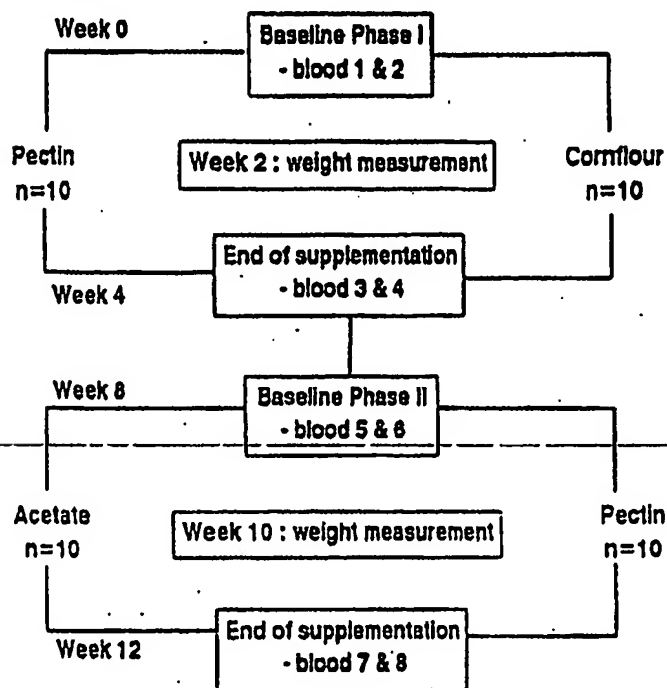 Week 0
Baseline Phase I
- blood 1 & 2
Pectin
n=10
Week 2 : weight measurement
Cornflour
n=10
End of supplementation
- blood 3 & 4
Week 4
Week 8
Baseline Phase II
- blood 5 & 6
Acetate
n=10
Week 10 : weight measurement
Pectin
n=10
End of supplementation
- blood 7 & 8
Week 12